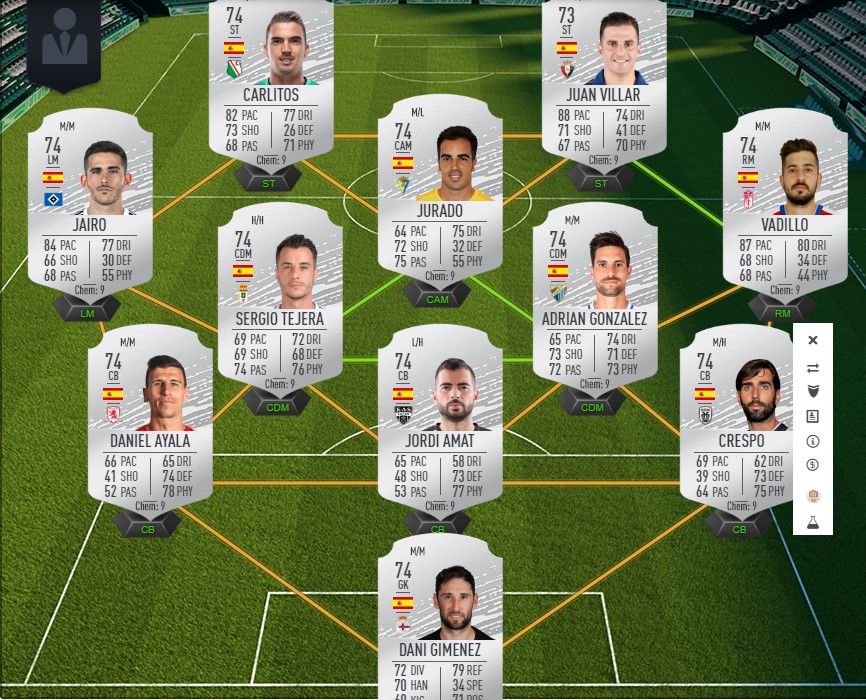 74
ST
CARLITOS
82 PAC 77 DRI
73 SHO 26 DEF
68 PAS 71 PHY
Chem: 9
ST
73
ST
JUAN VILLAR
88 PAC 74 DRI
71 SHO 41 DEF
67 PAS 70 PHY
Chem: 9
ST
M/M
74
LM
JAIRO
84 PAC 77 DRI
66 SHO 30 DEF
68 PAS 55 PHY
Chem: 9
LM
M/L
74
CAM
JURADO
64 PAC 75 DRI
72 SHO 32 DEF
75 PAS 55 PHY
Chem: 9
CAM
M/M
74
RM
VADILLO
87 PAC 80 DRI
68 SHO 34 DEF
68 PAS 44 PHY
Chem: 9
RM
H/H
74
CDM
SERGIO TEJERA
69 PAC 72 DRI
69 SHO 68 DEF
74 PAS 76 PHY
Chem: 9
CDM
M/M
74
CDM
ADRIAN GONZALEZ
65 PAC 74 DRI
73 SHO 71 DEF
72 PAS 73 PHY
Chem: 9
CDM
M/M
74
CB
DANIEL AYALA
66 PAC 65 DRI
41 SHO 74 DEF
52 PAS 78 PHY
Chem: 9
CB
L/H
74
CB
JORDI AMAT
65 PAC 58 DRI
48 SHO 73 DEF
53 PAS 77 PHY
Chem: 9
CB
M/H
74
CB
CRESPO
69 PAC 62 DRI
39 SHO 73 DEF
64 PAS 75 PHY
Chem: 9
CB
M/M
74
GK
DANI GIMENEZ
72 DIV 79 REF
70 HAN 34 SPE